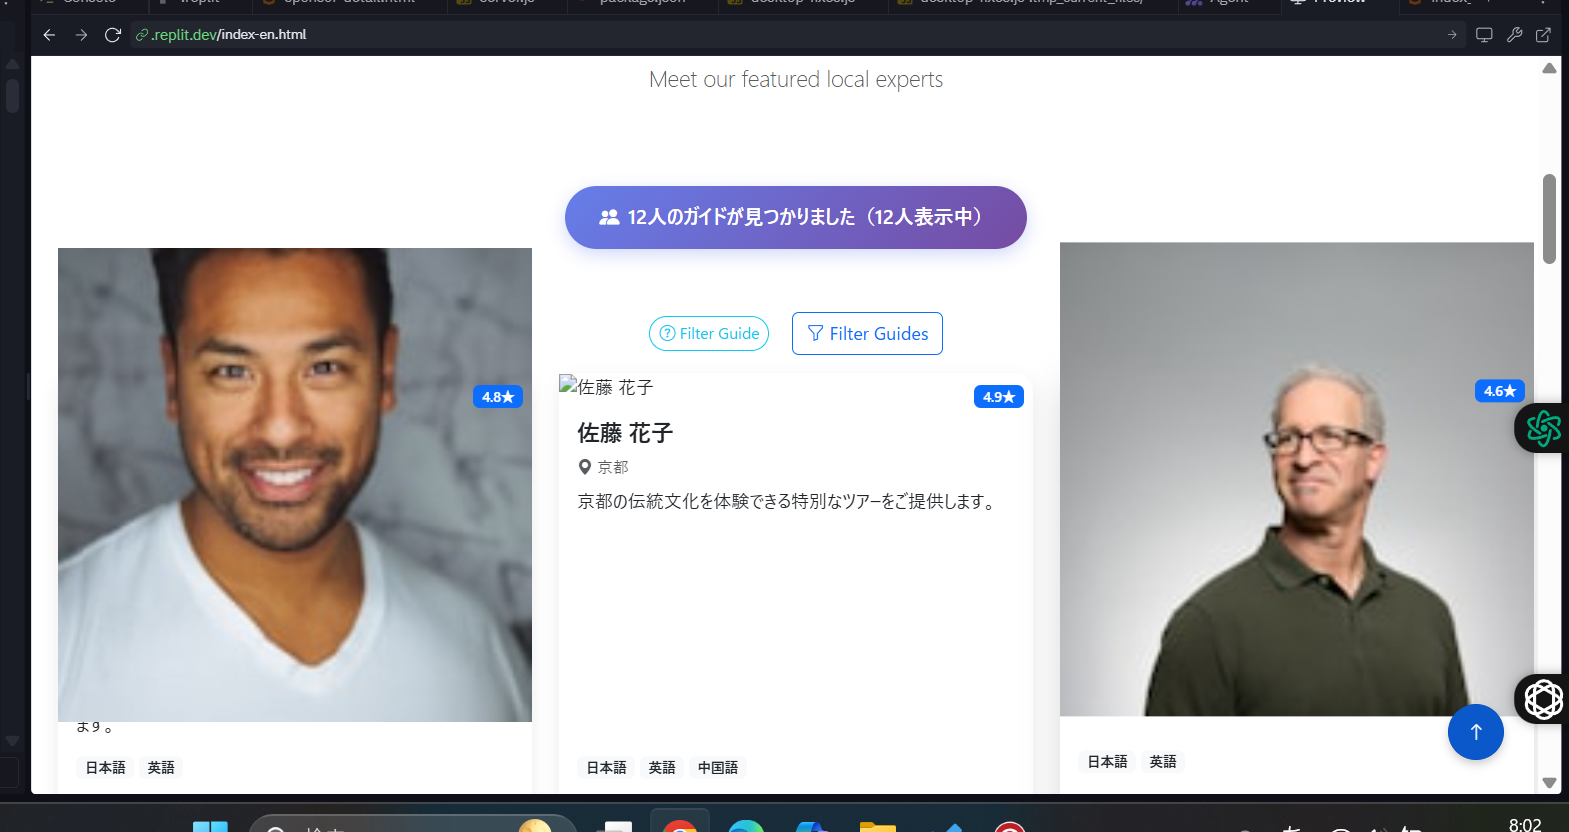 .replit.dev/index-en.html
Meet our featured local experts
12人のガイドが見つかりました（12人表示中）
Filter Guide
Filter Guides
4.8★
佐藤 花子
4.9★
4.6★
佐藤 花子
京都
京都の伝統文化を体験できる特別なツアーをご提供します。
ます。
日本語 英語
日本語 英語 中国語
日本語 英語
8:02